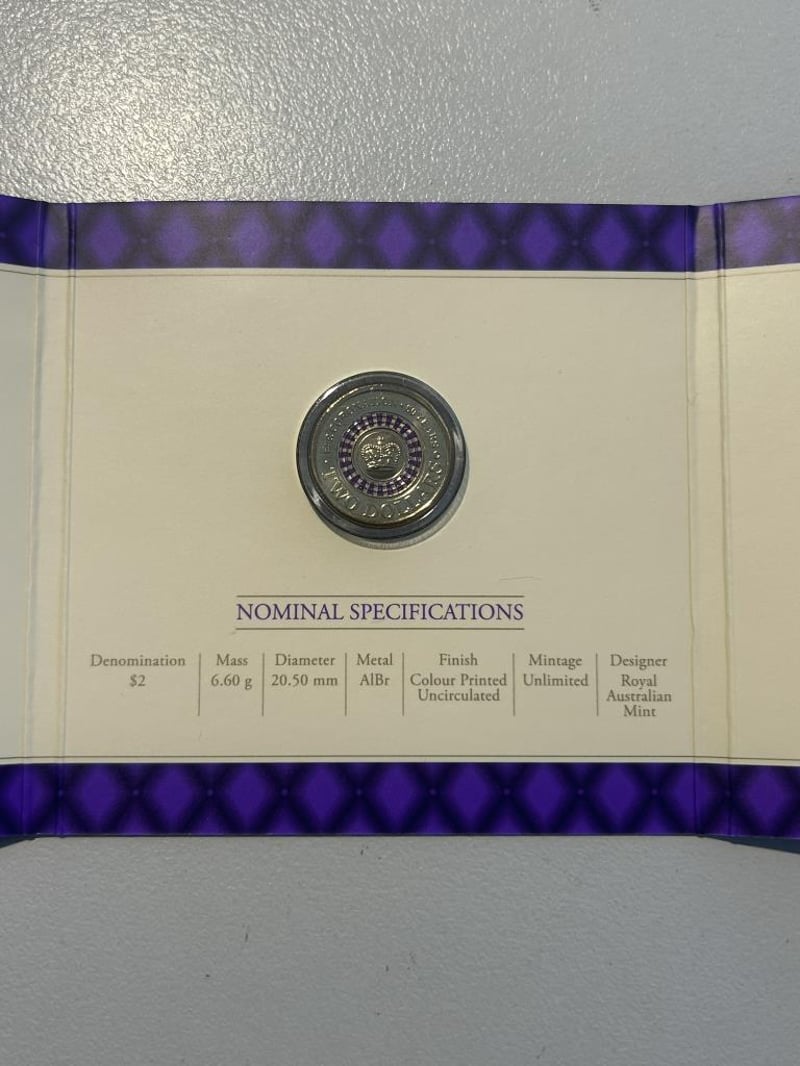 TWO DOLLARS
NOMINAL SPECIFICATIONS
Denomination Mass Diameter Metal Finish Mintage Designer
$2 6.60 g 20.50 mm AlBr Colour Printed Unlimited Royal
Uncirculated Australian
Mint